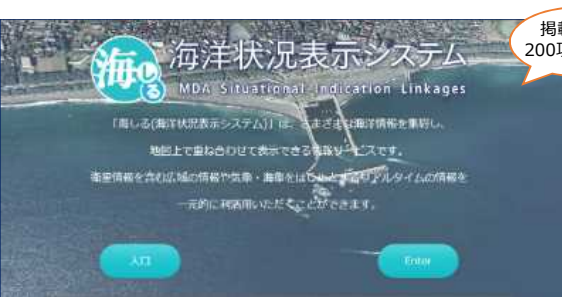 海しる
海洋状況表示システム
MDA Situational Indication Linkages
「海しる(海洋状況表示システム)」は、さまざまな海洋情報を集約し、
地図上で重ね合わせて表示できる情報サービスです。
衛星情報を含む広域の情報や気象・海象をはじめとするリアルタイムの情報を
一元的に利活用いただくことができます。
入口
Enter
掲載
200項